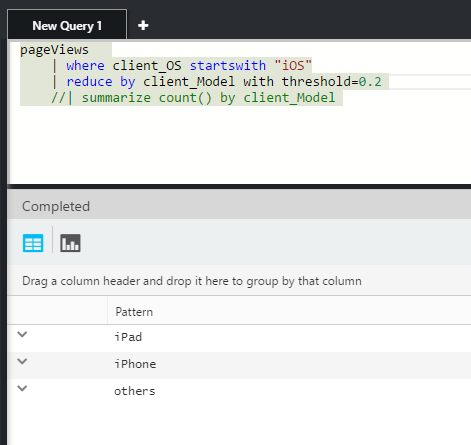 New Query 1 +
pageViews
| where client_OS startswith "iOS"
| reduce by client_Model with threshold=0.2
//| summarize count() by client_Model
Completed
Drag a column header and drop it here to group by that column
Pattern
iPad
iPhone
others